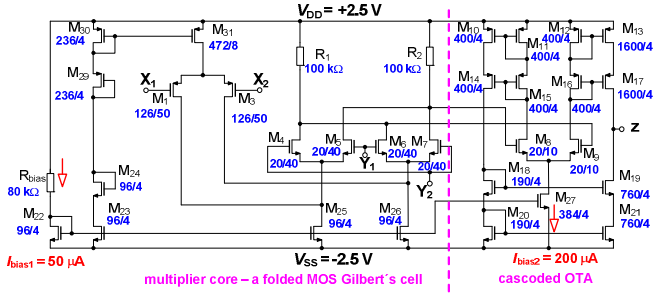 V_DD = +2.5 V
M30
236/4
M31
472/8
R1
100 kΩ
R2
100 kΩ
M10
400/4
M11
400/4
M12
400/4
M13
1600/4
M29
236/4
X1
M1
126/50
X2
M3
126/50
M14
400/4
M15
400/4
M16
400/4
M17
1600/4
Z
M4
20/40
M5
20/40
M6
20/40
M7
20/40
Y1
Y2
M8
20/10
M9
20/10
Rbias
80 kΩ
M24
96/4
M18
190/4
M19
760/4
M27
384/4
M22
96/4
M23
96/4
M25
96/4
M26
96/4
M20
190/4
M21
760/4
Ibias1 = 50 µA
V_SS = -2.5 V
Ibias2 = 200 µA
multiplier core – a folded MOS Gilbert´s cell
cascoded OTA